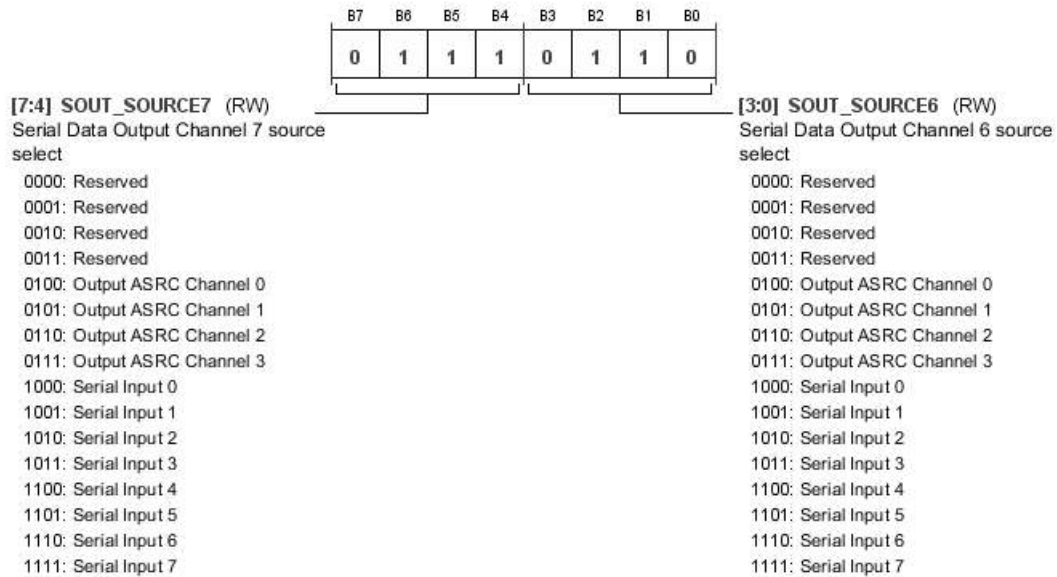 B7 B6 B5 B4 B3 B2 B1 B0
0 1 1 1 0 1 1 0
[7:4] SOUT_SOURCE7 (RW)
Serial Data Output Channel 7 source
select
0000: Reserved
0001: Reserved
0010: Reserved
0011: Reserved
0100: Output ASRC Channel 0
0101: Output ASRC Channel 1
0110: Output ASRC Channel 2
0111: Output ASRC Channel 3
1000: Serial Input 0
1001: Serial Input 1
1010: Serial Input 2
1011: Serial Input 3
1100: Serial Input 4
1101: Serial Input 5
1110: Serial Input 6
1111: Serial Input 7
[3:0] SOUT_SOURCE6 (RW)
Serial Data Output Channel 6 source
select
0000: Reserved
0001: Reserved
0010: Reserved
0011: Reserved
0100: Output ASRC Channel 0
0101: Output ASRC Channel 1
0110: Output ASRC Channel 2
0111: Output ASRC Channel 3
1000: Serial Input 0
1001: Serial Input 1
1010: Serial Input 2
1011: Serial Input 3
1100: Serial Input 4
1101: Serial Input 5
1110: Serial Input 6
1111: Serial Input 7